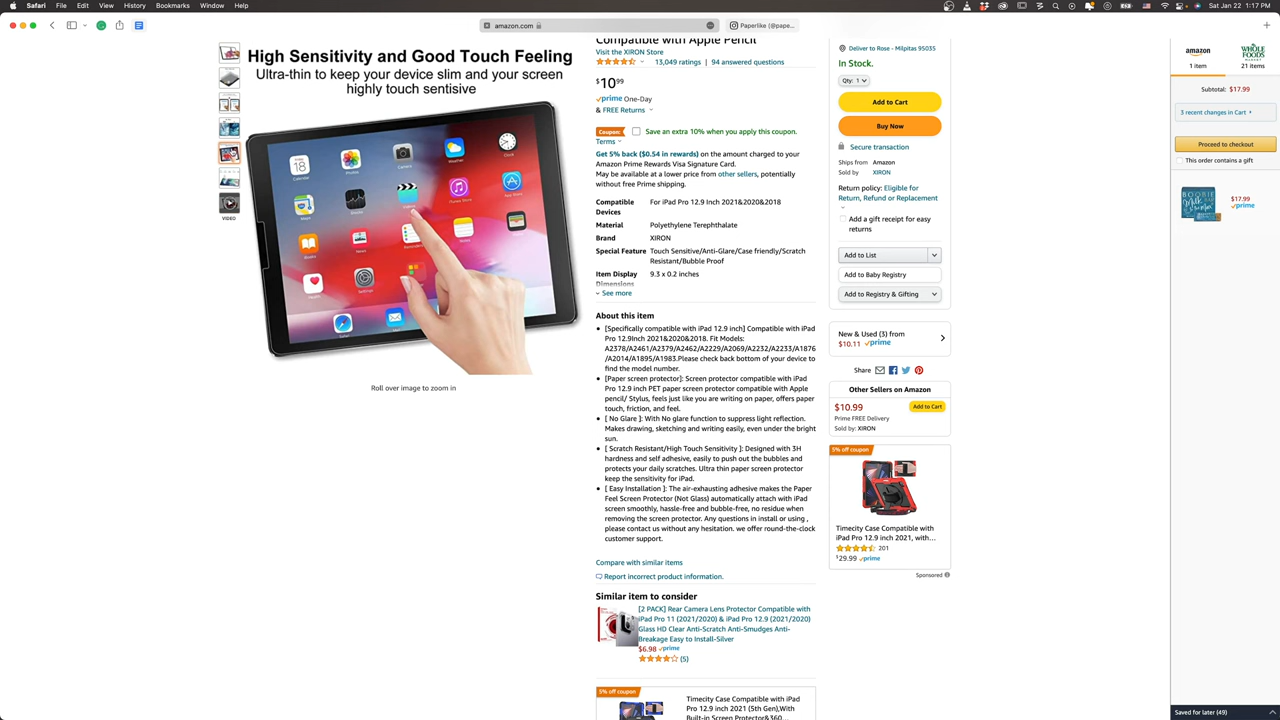 Safari File Edit View History Bookmarks Window Help
Sat Jan 22 1:17 PM
amazon.com
Paperlike (@pape...
High Sensitivity and Good Touch Feeling
Ultra-thin to keep your device slim and your screen
highly touch sentisive
VIDEO
Roll over image to zoom in
Compatible with Apple Pencil
Visit the XIRON Store
13,049 ratings | 94 answered questions
$10.99
prime One-Day
& FREE Returns
Coupon: Save an extra 10% when you apply this coupon.
Terms
Get 5% back ($0.54 in rewards) on the amount charged to your
Amazon Prime Rewards Visa Signature Card.
May be available at a lower price from other sellers, potentially
without free Prime shipping.
Compatible For iPad Pro 12.9 Inch 2021&2020&2018
Devices
Material Polyethylene Terephthalate
Brand XIRON
Special Feature Touch Sensitive/Anti-Glare/Case friendly/Scratch
Resistant/Bubble Proof
Item Display 9.3 x 0.2 inches
Dimensions
See more
About this item
• [Specifically compatible with iPad 12.9 inch] Compatible with iPad
Pro 12.9Inch 2021&2020&2018. Fit Models:
A2378/A2461/A2379/A2462/A2229/A2069/A2232/A2233/A1876
/A2014/A1895/A1983.Please check back bottom of your device to
find the model number.
• [Paper screen protector]: Screen protector compatible with iPad
Pro 12.9 inch PET paper screen protector compatible with Apple
pencil/ Stylus, feels just like you are writing on paper, offers paper
touch, friction, and feel.
• [ No Glare ]: With No glare function to suppress light reflection.
Makes drawing, sketching and writing easily, even under the bright
sun.
• [ Scratch Resistant/High Touch Sensitivity ]: Designed with 3H
hardness and self adhesive, easily to push out the bubbles and
protects your daily scratches. Ultra thin paper screen protector
keep the sensitivity for iPad.
• [ Easy Installation ]: The air-exhausting adhesive makes the Paper
Feel Screen Protector (Not Glass) automatically attach with iPad
screen smoothly, hassle-free and bubble-free, no residue when
removing the screen protector. Any questions in install or using ,
please contact us without any hesitation. we offer round-the-clock
customer support.
Compare with similar items
Report incorrect product information.
Similar item to consider
[2 PACK] Rear Camera Lens Protector Compatible with
iPad Pro 11 (2021/2020) & iPad Pro 12.9 (2021/2020)
Glass HD Clear Anti-Scratch Anti-Smudges Anti-
Breakage Easy to Install-Silver
$6.98 prime
(5)
5% off coupon
Timecity Case Compatible with iPad
Pro 12.9 inch 2021 (5th Gen),With
Built-in Screen Protector&360
Deliver to Rose - Milpitas 95035
In Stock.
Qty: 1
Add to Cart
Buy Now
Secure transaction
Ships from Amazon
Sold by XIRON
Return policy: Eligible for
Return, Refund or Replacement
Add a gift receipt for easy
returns
Add to List
Add to Baby Registry
Add to Registry & Gifting
New & Used (3) from
$10.11 prime
Share
Other Sellers on Amazon
$10.99 Add to Cart
Prime FREE Delivery
Sold by: XIRON
5% off coupon
Timecity Case Compatible with
iPad Pro 12.9 inch 2021, with...
201
$29.99 prime
Sponsored
amazon
1 item
WHOLE
FOODS
MARKET
21 items
Subtotal: $17.99
3 recent changes in Cart
Proceed to checkout
This order contains a gift
$17.99
prime
Saved for later (49)